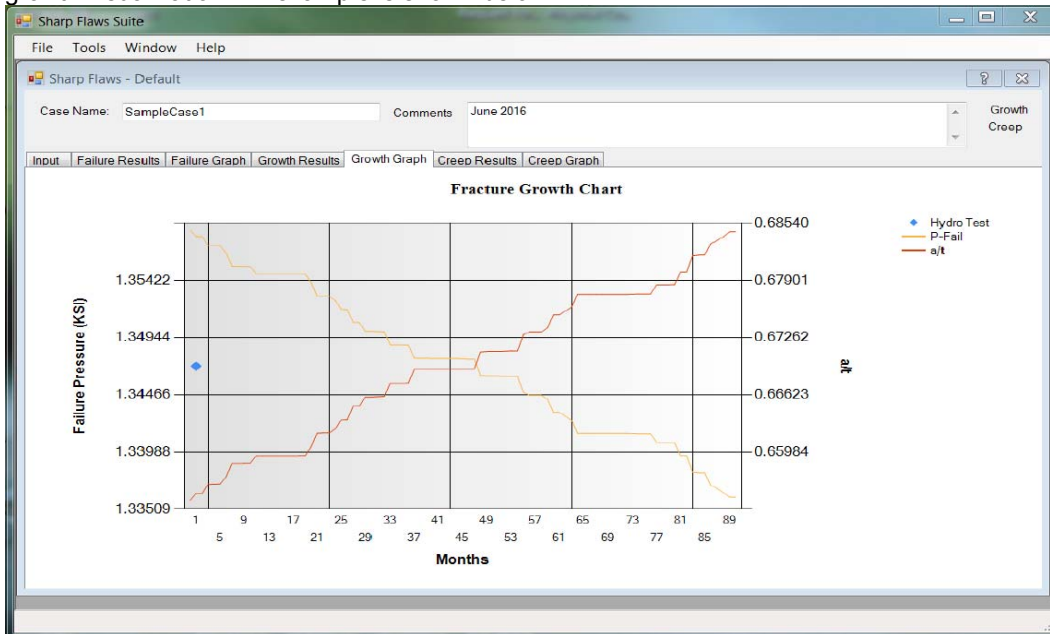 Sharp Flaws Suite
File Tools Window Help
Sharp Flaws - Default
Case Name: SampleCase1 Comments June 2016 Growth
Creep
Input Failure Results Failure Graph Growth Results Growth Graph Creep Results Creep Graph
Fracture Growth Chart
Hydro Test
P-Fail
a/t
Failure Pressure (KSI)
1.35422
1.34944
1.34466
1.33988
1.33509
0.68540
0.67901
0.67262
0.66623
0.65984
a/t
1 9 17 25 33 41 49 57 65 73 81 89
5 13 21 29 37 45 53 61 69 77 85
Months